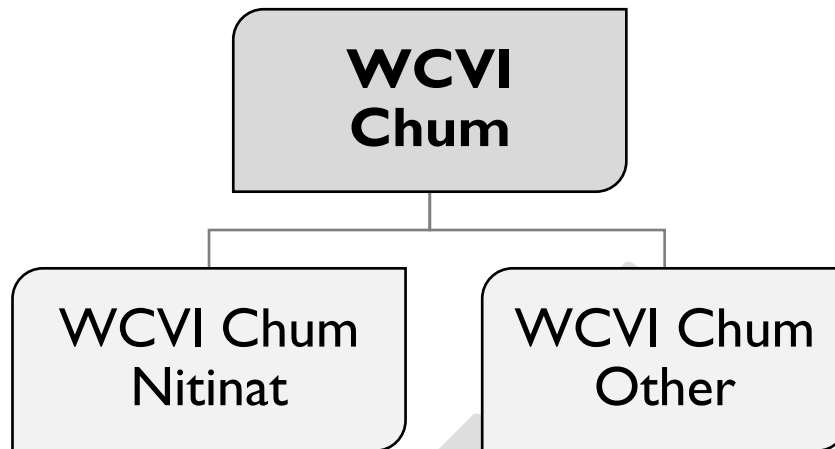 WCVI
Chum
WCVI Chum
Nitinat
WCVI Chum
Other